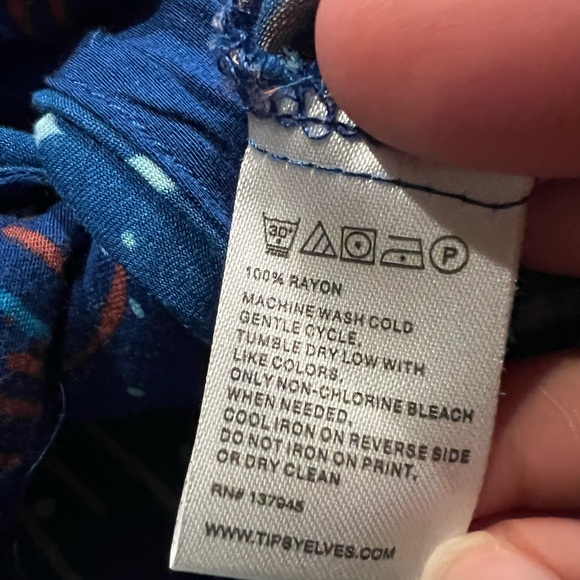 30°
P
100% RAYON
MACHINE WASH COLD
GENTLE CYCLE.
TUMBLE DRY LOW WITH
LIKE COLORS.
ONLY NON-CHLORINE BLEACH
WHEN NEEDED.
COOL IRON ON REVERSE SIDE
DO NOT IRON ON PRINT.
OR DRY CLEAN
RN# 137945
WWW.TIPSYELVES.COM